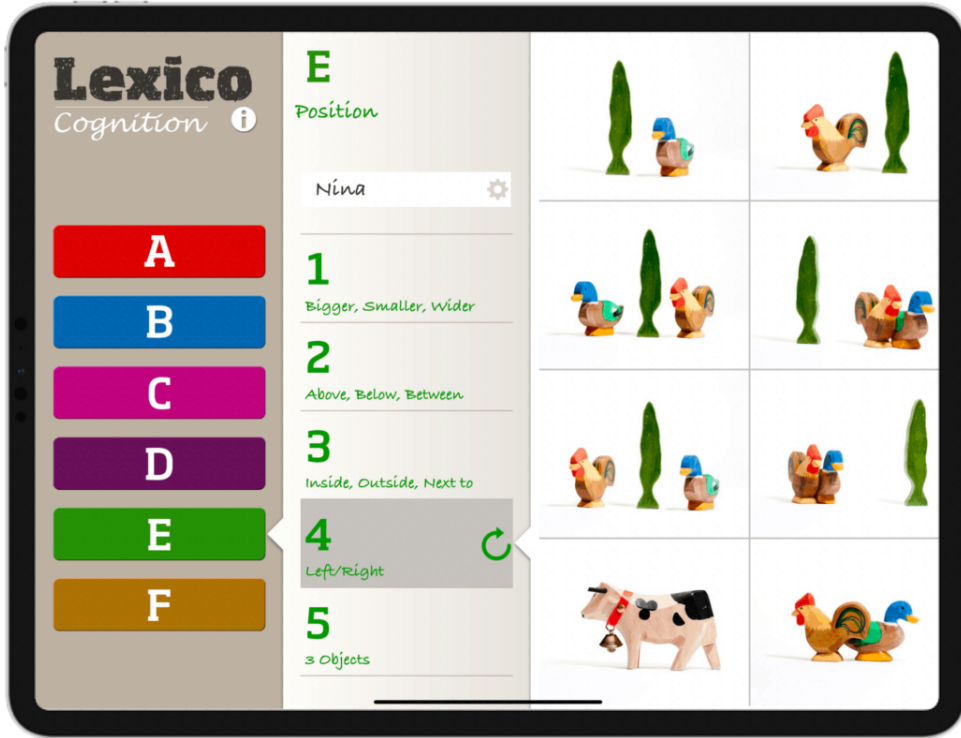 Lexico
Cognition i
A
B
C
D
E
F
E
Position
Nina
1
Bigger, Smaller, Wider
2
Above, Below, Between
3
Inside, Outside, Next to
4
Left/Right
5
3 Objects